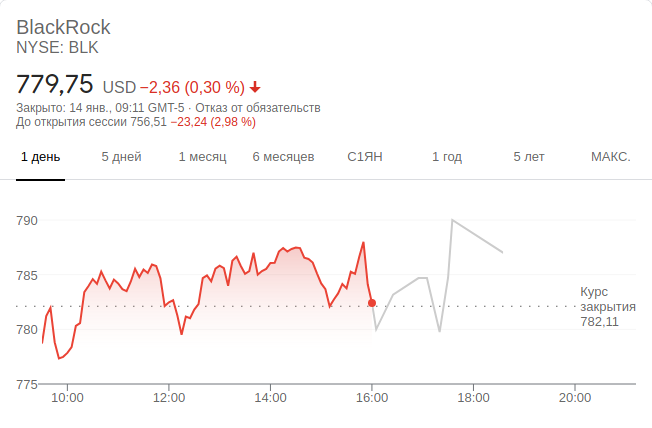 BlackRock
NYSE: BLK
779,75 USD −2,36 (0,30 %)
Закрыто: 14 янв., 09:11 GMT-5 · Отказ от обязательств
До открытия сессии 756,51 −23,24 (2,98 %)
1 день 5 дней 1 месяц 6 месяцев С1ЯН 1 год 5 лет МАКС.
790
785
Курс
закрытия
782,11
780
775
10:00 12:00 14:00 16:00 18:00 20:00